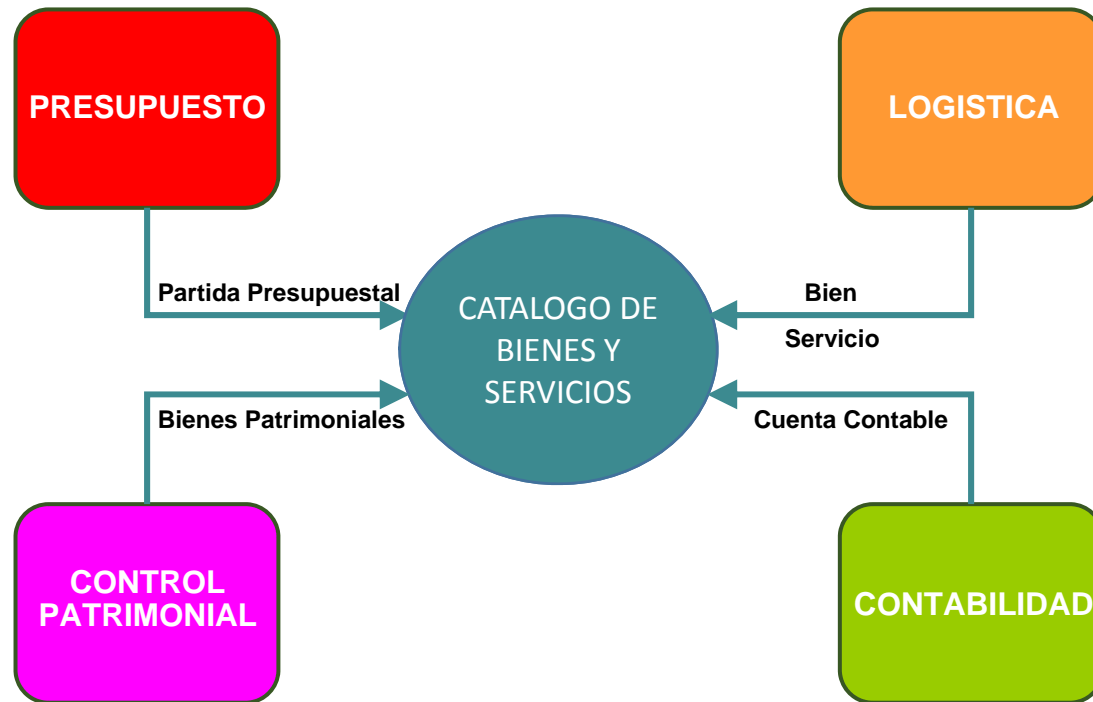 PRESUPUESTO
LOGISTICA
Partida Presupuestal
Bien
Servicio
CATALOGO DE
BIENES Y
SERVICIOS
Bienes Patrimoniales
Cuenta Contable
CONTROL
PATRIMONIAL
CONTABILIDAD